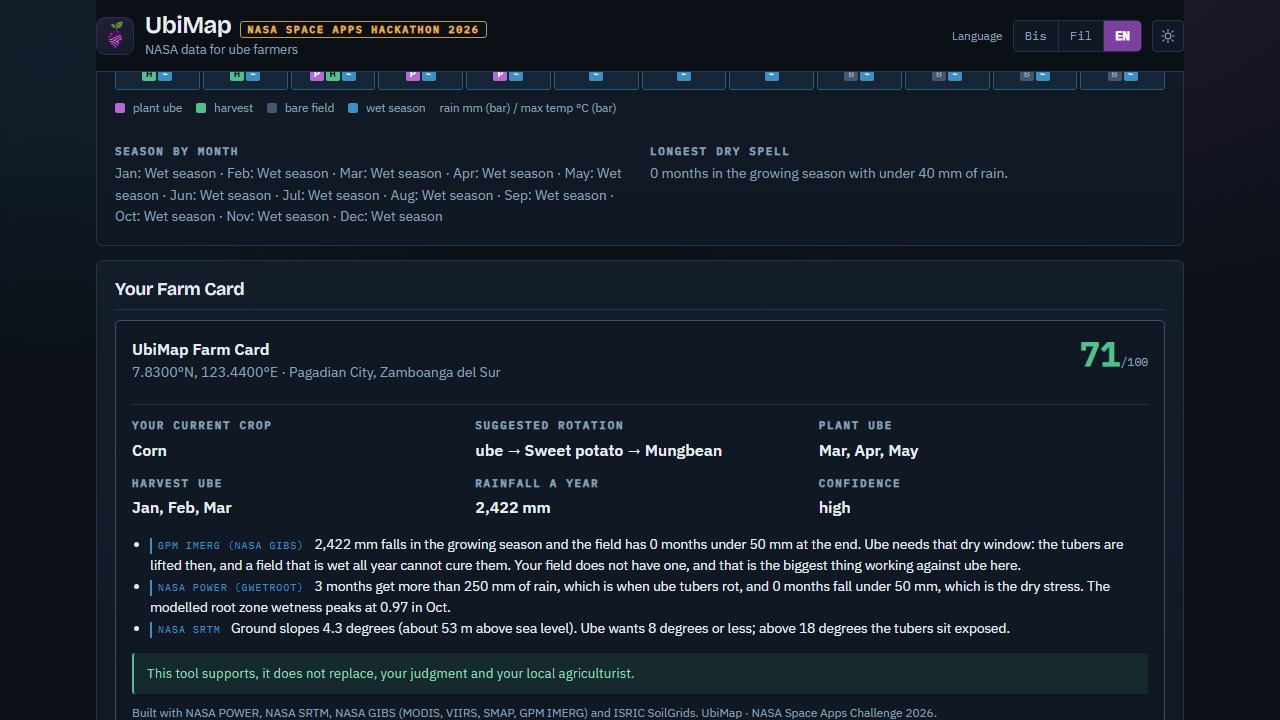 UbiMap NASA SPACE APPS HACKATHON 2026
NASA data for ube farmers
Language Bis Fil EN
plant ube harvest bare field wet season rain mm (bar) / max temp °C (bar)
SEASON BY MONTH
Jan: Wet season · Feb: Wet season · Mar: Wet season · Apr: Wet season · May: Wet
season · Jun: Wet season · Jul: Wet season · Aug: Wet season · Sep: Wet season ·
Oct: Wet season · Nov: Wet season · Dec: Wet season
LONGEST DRY SPELL
0 months in the growing season with under 40 mm of rain.
Your Farm Card
UbiMap Farm Card
7.8300°N, 123.4400°E · Pagadian City, Zamboanga del Sur
71/100
YOUR CURRENT CROP
Corn
SUGGESTED ROTATION
ube → Sweet potato → Mungbean
PLANT UBE
Mar, Apr, May
HARVEST UBE
Jan, Feb, Mar
RAINFALL A YEAR
2,422 mm
CONFIDENCE
high
GPM IMERG (NASA GIBS) 2,422 mm falls in the growing season and the field has 0 months under 50 mm at the end. Ube needs that dry window: the tubers are
lifted then, and a field that is wet all year cannot cure them. Your field does not have one, and that is the biggest thing working against ube here.
NASA POWER (GWETROOT) 3 months get more than 250 mm of rain, which is when ube tubers rot, and 0 months fall under 50 mm, which is the dry stress. The
modelled root zone wetness peaks at 0.97 in Oct.
NASA SRTM Ground slopes 4.3 degrees (about 53 m above sea level). Ube wants 8 degrees or less; above 18 degrees the tubers sit exposed.
This tool supports, it does not replace, your judgment and your local agriculturist.
Built with NASA POWER, NASA SRTM, NASA GIBS (MODIS, VIIRS, SMAP, GPM IMERG) and ISRIC SoilGrids. UbiMap · NASA Space Apps Challenge 2026.